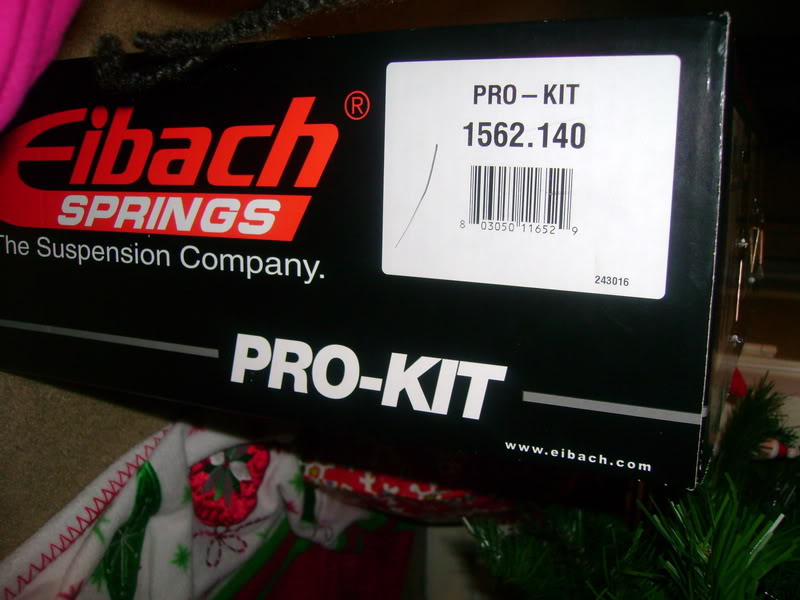 Eibach®
SPRINGS
The Suspension Company.
PRO – KIT
1562.140
8 03050 11652 9
243016
PRO-KIT
www.eibach.com